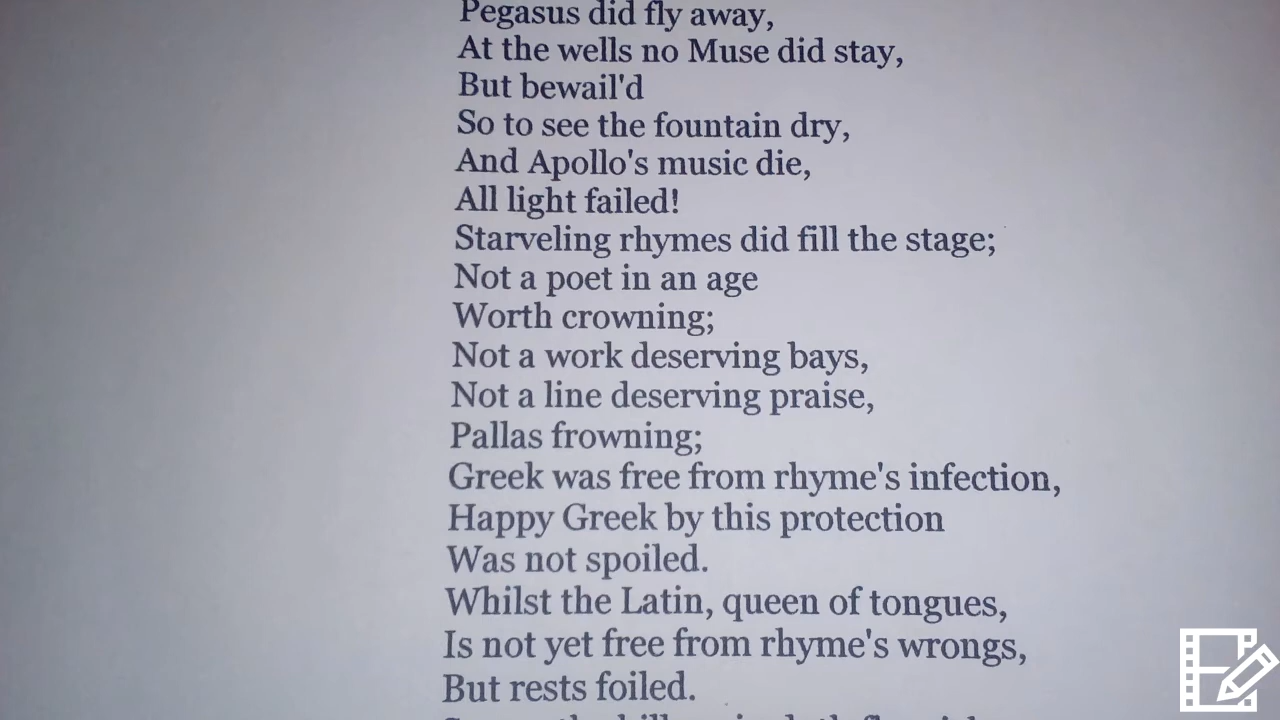 Pegasus did fly away,
At the wells no Muse did stay,
But bewail'd
So to see the fountain dry,
And Apollo's music die,
All light failed!
Starveling rhymes did fill the stage;
Not a poet in an age
Worth crowning;
Not a work deserving bays,
Not a line deserving praise,
Pallas frowning;
Greek was free from rhyme's infection,
Happy Greek by this protection
Was not spoiled.
Whilst the Latin, queen of tongues,
Is not yet free from rhyme's wrongs,
But rests foiled.